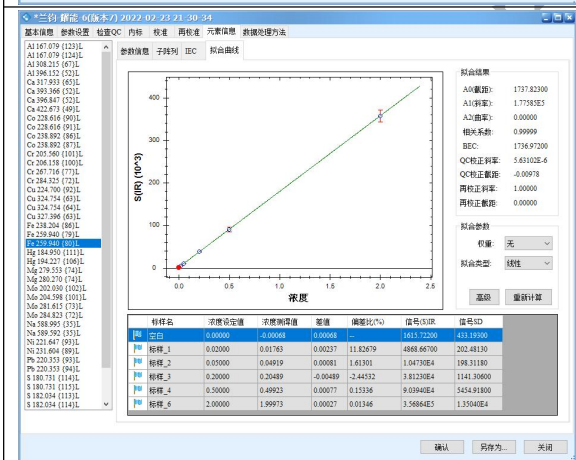 *兰钧-耀能-6(版本7) 2022-02-23 21-30-34
基本信息 参数设置 检查QC 内标 校准 再校准 元素信息 数据处理方法
Al 167.079 {123}L
Al 167.079 {124}L
Al 308.215 {67}L
Al 396.152 {52}L
Ca 317.933 {65}L
Ca 393.366 {52}L
Ca 396.847 {52}L
Ca 422.673 {49}L
Co 228.616 {90}L
Co 228.616 {91}L
Co 238.892 {86}L
Co 238.892 {87}L
Cr 205.560 {101}L
Cr 206.158 {100}L
Cr 267.716 {77}L
Cr 284.325 {72}L
Cu 224.700 {92}L
Cu 324.754 {63}L
Cu 324.754 {64}L
Cu 327.396 {63}L
Fe 238.204 {86}L
Fe 259.940 {79}L
Fe 259.940 {80}L
Hg 184.950 {111}L
Hg 194.227 {106}L
Mg 279.553 {74}L
Mg 280.270 {74}L
Mo 202.030 {102}L
Mo 204.598 {101}L
Mo 281.615 {73}L
Mo 284.823 {72}L
Na 588.995 {35}L
Na 589.592 {35}L
Ni 221.647 {93}L
Ni 231.604 {89}L
Pb 220.353 {93}L
Pb 220.353 {94}L
S 180.731 {114}L
S 180.731 {115}L
S 182.034 {113}L
S 182.034 {114}L
参数信息 子阵列 IEC 拟合曲线
S(IR) (10^3)
400
300
200
100
0
0.0 0.5 1.0 1.5 2.0 2.5
浓度
拟合结果
A0(截距): 1737.82300
A1(斜率): 1.77585E5
A2(曲率): 0.00000
相关系数: 0.99999
BEC: 1736.97200
QC校正斜率: 5.63102E-6
QC校正截距: -0.00978
再校正斜率: 1.00000
再校正截距: 0.00000
拟合参数
权重: 无
拟合类型: 线性
高级 重新计算
标样名 浓度设定值 浓度测得值 差值 偏差比(%) 信号(S)IR 信号SD
空白 0.00000 -0.00068 0.00068 -- 1615.72200 433.19300
标样_1 0.02000 0.01763 0.00237 11.82679 4868.66700 202.48130
标样_2 0.05000 0.04919 0.00081 1.61301 1.04730E4 198.31180
标样_3 0.20000 0.20489 -0.00489 -2.44532 3.81230E4 1141.30600
标样_4 0.50000 0.49923 0.00077 0.15336 9.03940E4 5454.91800
标样_6 2.00000 1.99973 0.00027 0.01346 3.56864E5 1.35040E4
确认 另存为... 关闭